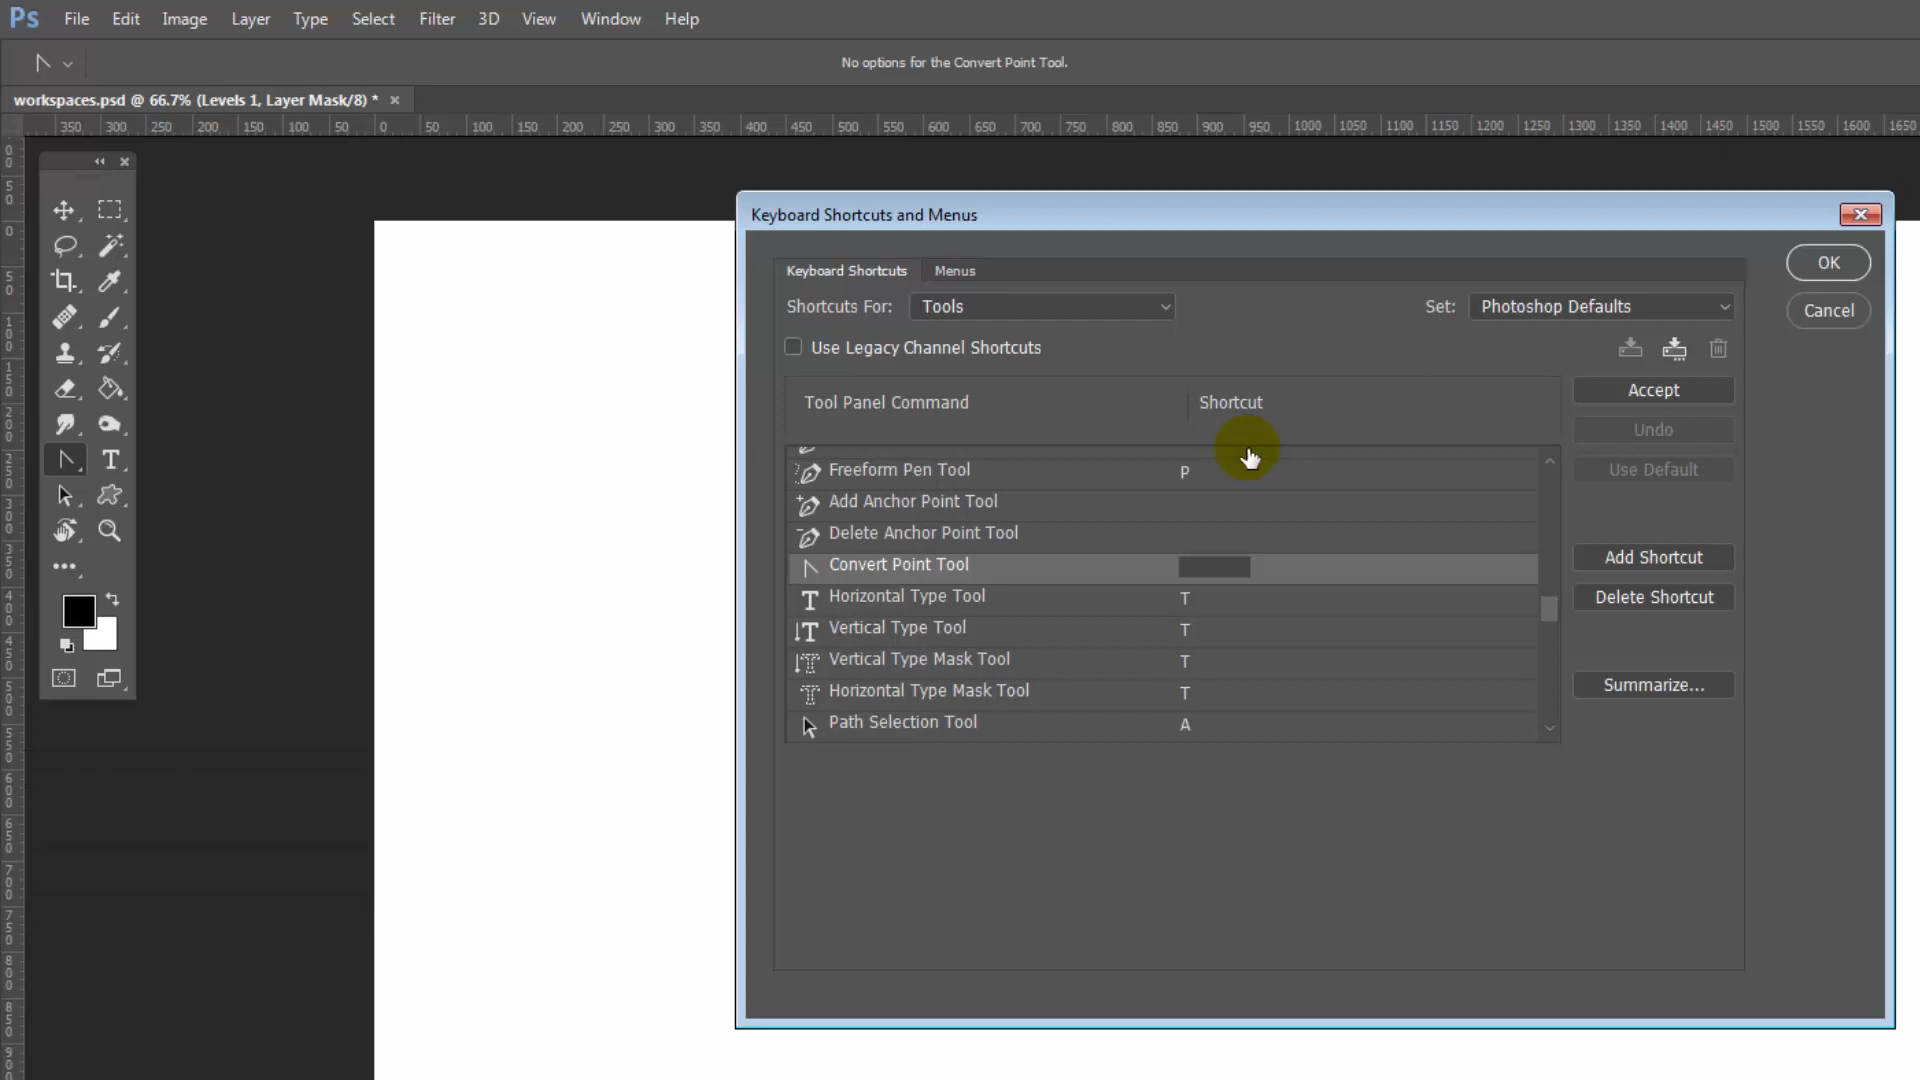 Ps File Edit Image Layer Type Select Filter 3D View Window Help
No options for the Convert Point Tool.
workspaces.psd @ 66.7% (Levels 1, Layer Mask/8) *
350 300 250 200 150 100 50 0 50 100 150 200 250 300 350 400 450 500 550 600 650 700 750 800 850 900 950 1000 1050 1100 1150 1200 1250 1300 1350 1400 1450 1500 1550 1600 1650
Keyboard Shortcuts and Menus
Keyboard Shortcuts Menus
OK
Shortcuts For: Tools Set: Photoshop Defaults
Cancel
Use Legacy Channel Shortcuts
Accept
Tool Panel Command Shortcut
Undo
Freeform Pen Tool P
Use Default
Add Anchor Point Tool
Delete Anchor Point Tool
Convert Point Tool
Add Shortcut
Horizontal Type Tool T
Delete Shortcut
Vertical Type Tool T
Vertical Type Mask Tool T
Horizontal Type Mask Tool T
Summarize...
Path Selection Tool A